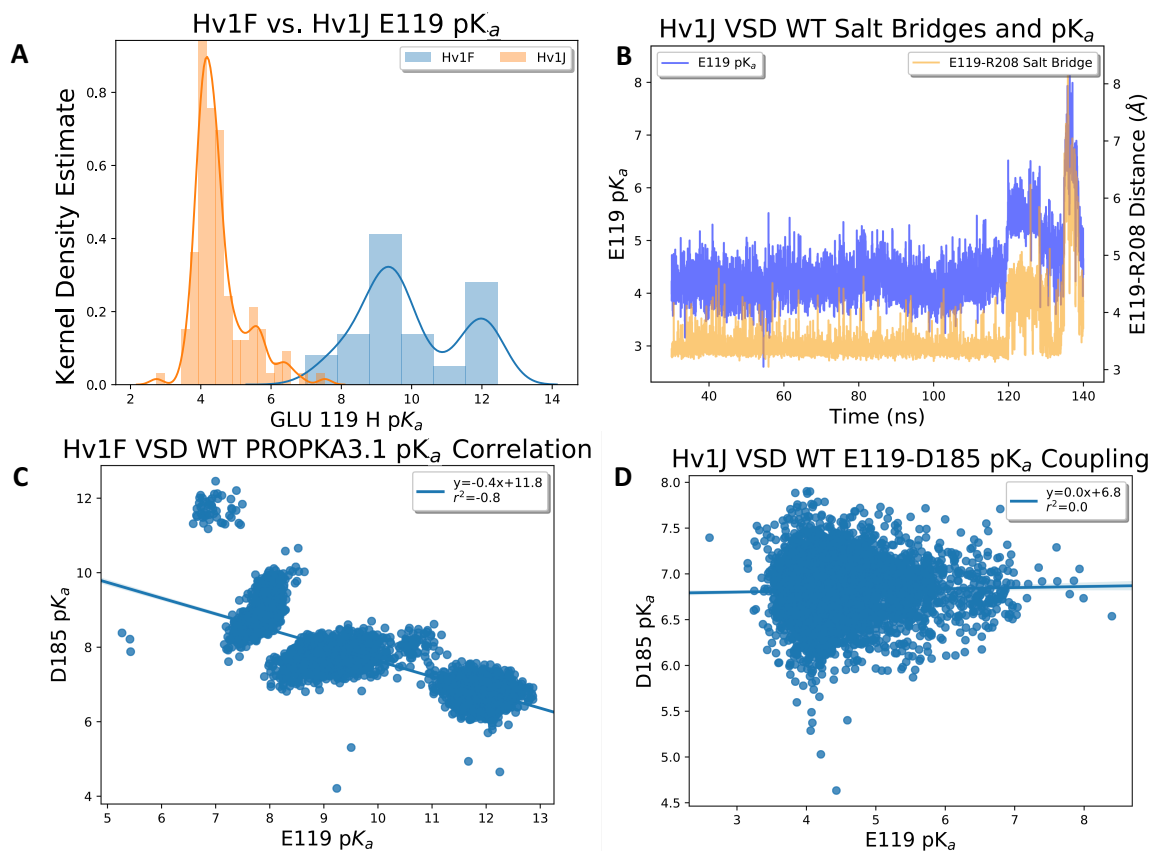 A
Hv1F vs. Hv1J E119 pKa
Hv1F
Hv1J
Kernel Density Estimate
0.8
0.6
0.4
0.2
0.0
2 4 6 8 10 12 14
GLU 119 H pKa
B
Hv1J VSD WT Salt Bridges and pKa
E119 pKa
E119-R208 Salt Bridge
E119 pKa
8
7
6
5
4
3
8
7
6
5
4
3
E119-R208 Distance (Å)
40 60 80 100 120 140
Time (ns)
C
Hv1F VSD WT PROPKA3.1 pKa Correlation
y=-0.4x+11.8
r²=-0.8
D185 pKa
12
10
8
6
4
5 6 7 8 9 10 11 12 13
E119 pKa
D
Hv1J VSD WT E119-D185 pKa Coupling
y=0.0x+6.8
r²=0.0
D185 pKa
8.0
7.5
7.0
6.5
6.0
5.5
5.0
4.5
3 4 5 6 7 8
E119 pKa